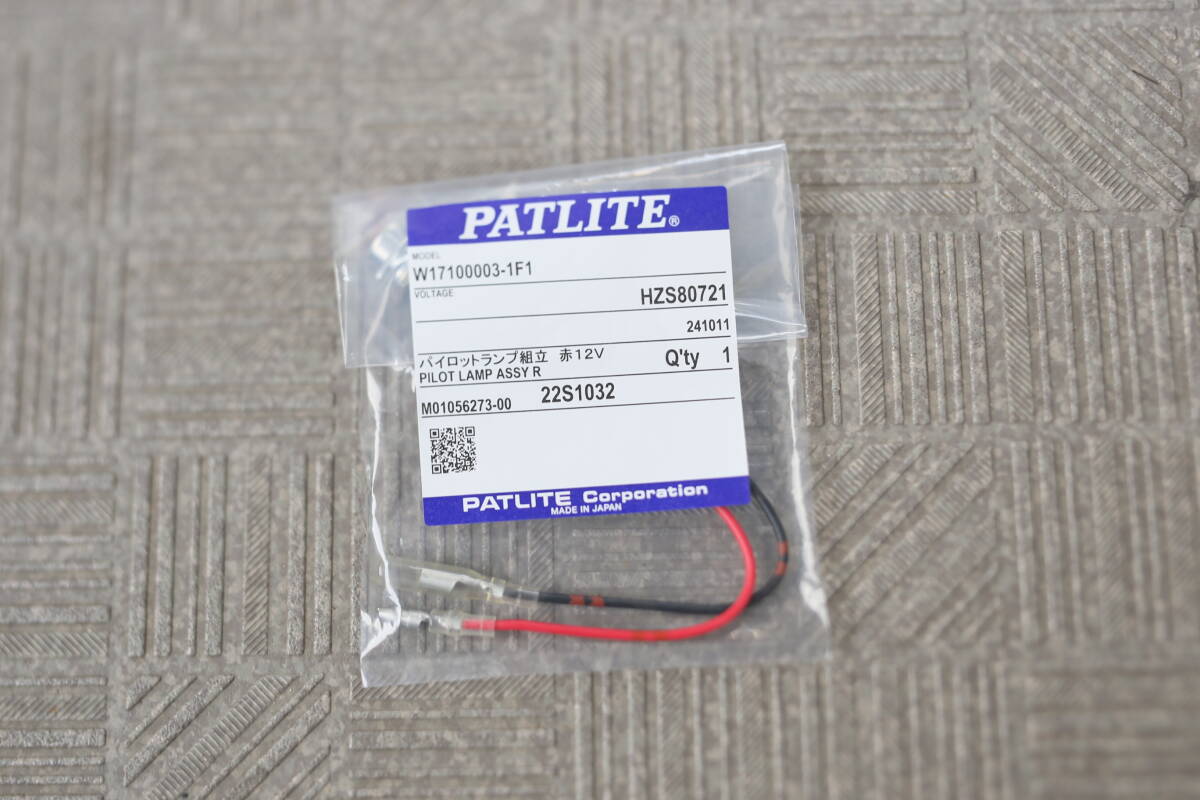 PATLITE®
MODEL
W17100003-1F1
VOLTAGE
HZS80721
241011
パイロットランプ組立 赤12V
PILOT LAMP ASSY R
Q'ty 1
M01056273-00 22S1032
PATLITE Corporation
MADE IN JAPAN